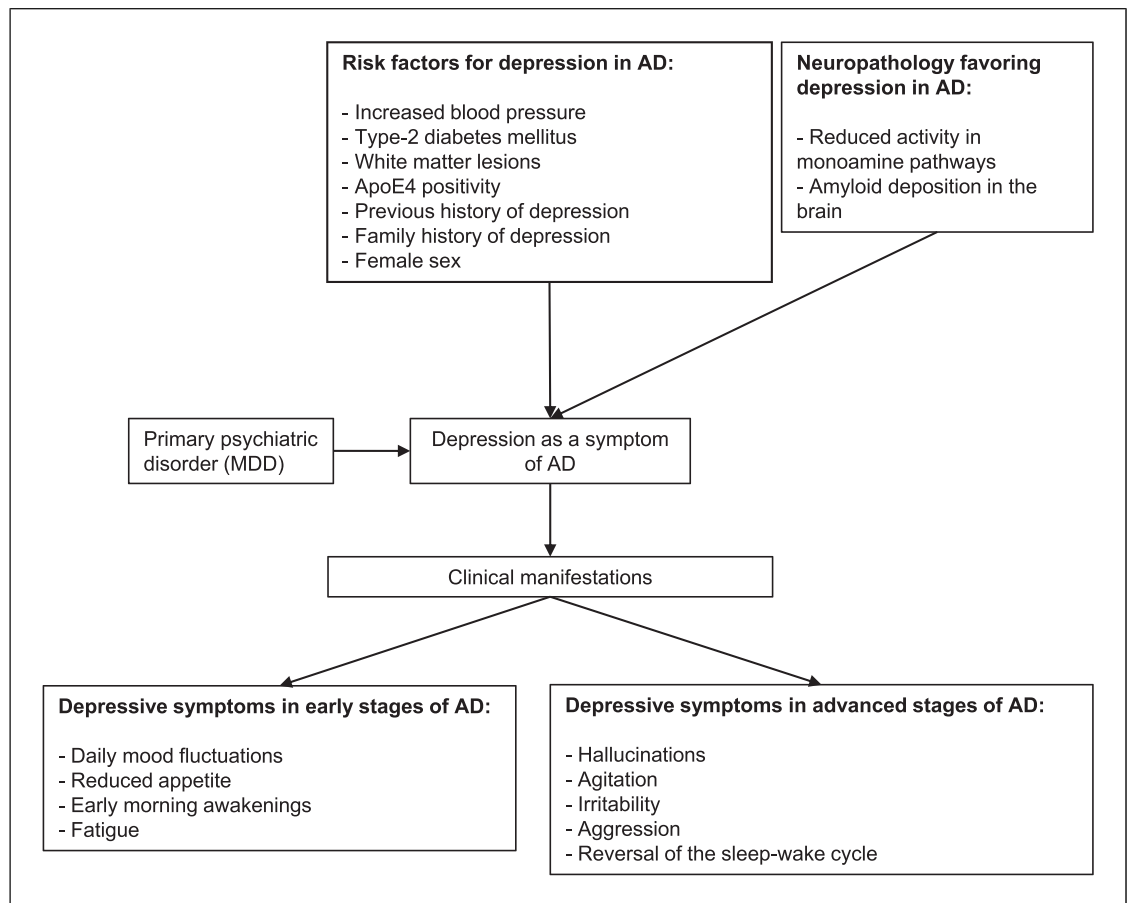 Risk factors for depression in AD:
- Increased blood pressure
- Type-2 diabetes mellitus
- White matter lesions
- ApoE4 positivity
- Previous history of depression
- Family history of depression
- Female sex
Neuropathology favoring
depression in AD:
- Reduced activity in
monoamine pathways
- Amyloid deposition in the
brain
Primary psychiatric
disorder (MDD)
Depression as a symptom
of AD
Clinical manifestations
Depressive symptoms in early stages of AD:
- Daily mood fluctuations
- Reduced appetite
- Early morning awakenings
- Fatigue
Depressive symptoms in advanced stages of AD:
- Hallucinations
- Agitation
- Irritability
- Aggression
- Reversal of the sleep-wake cycle